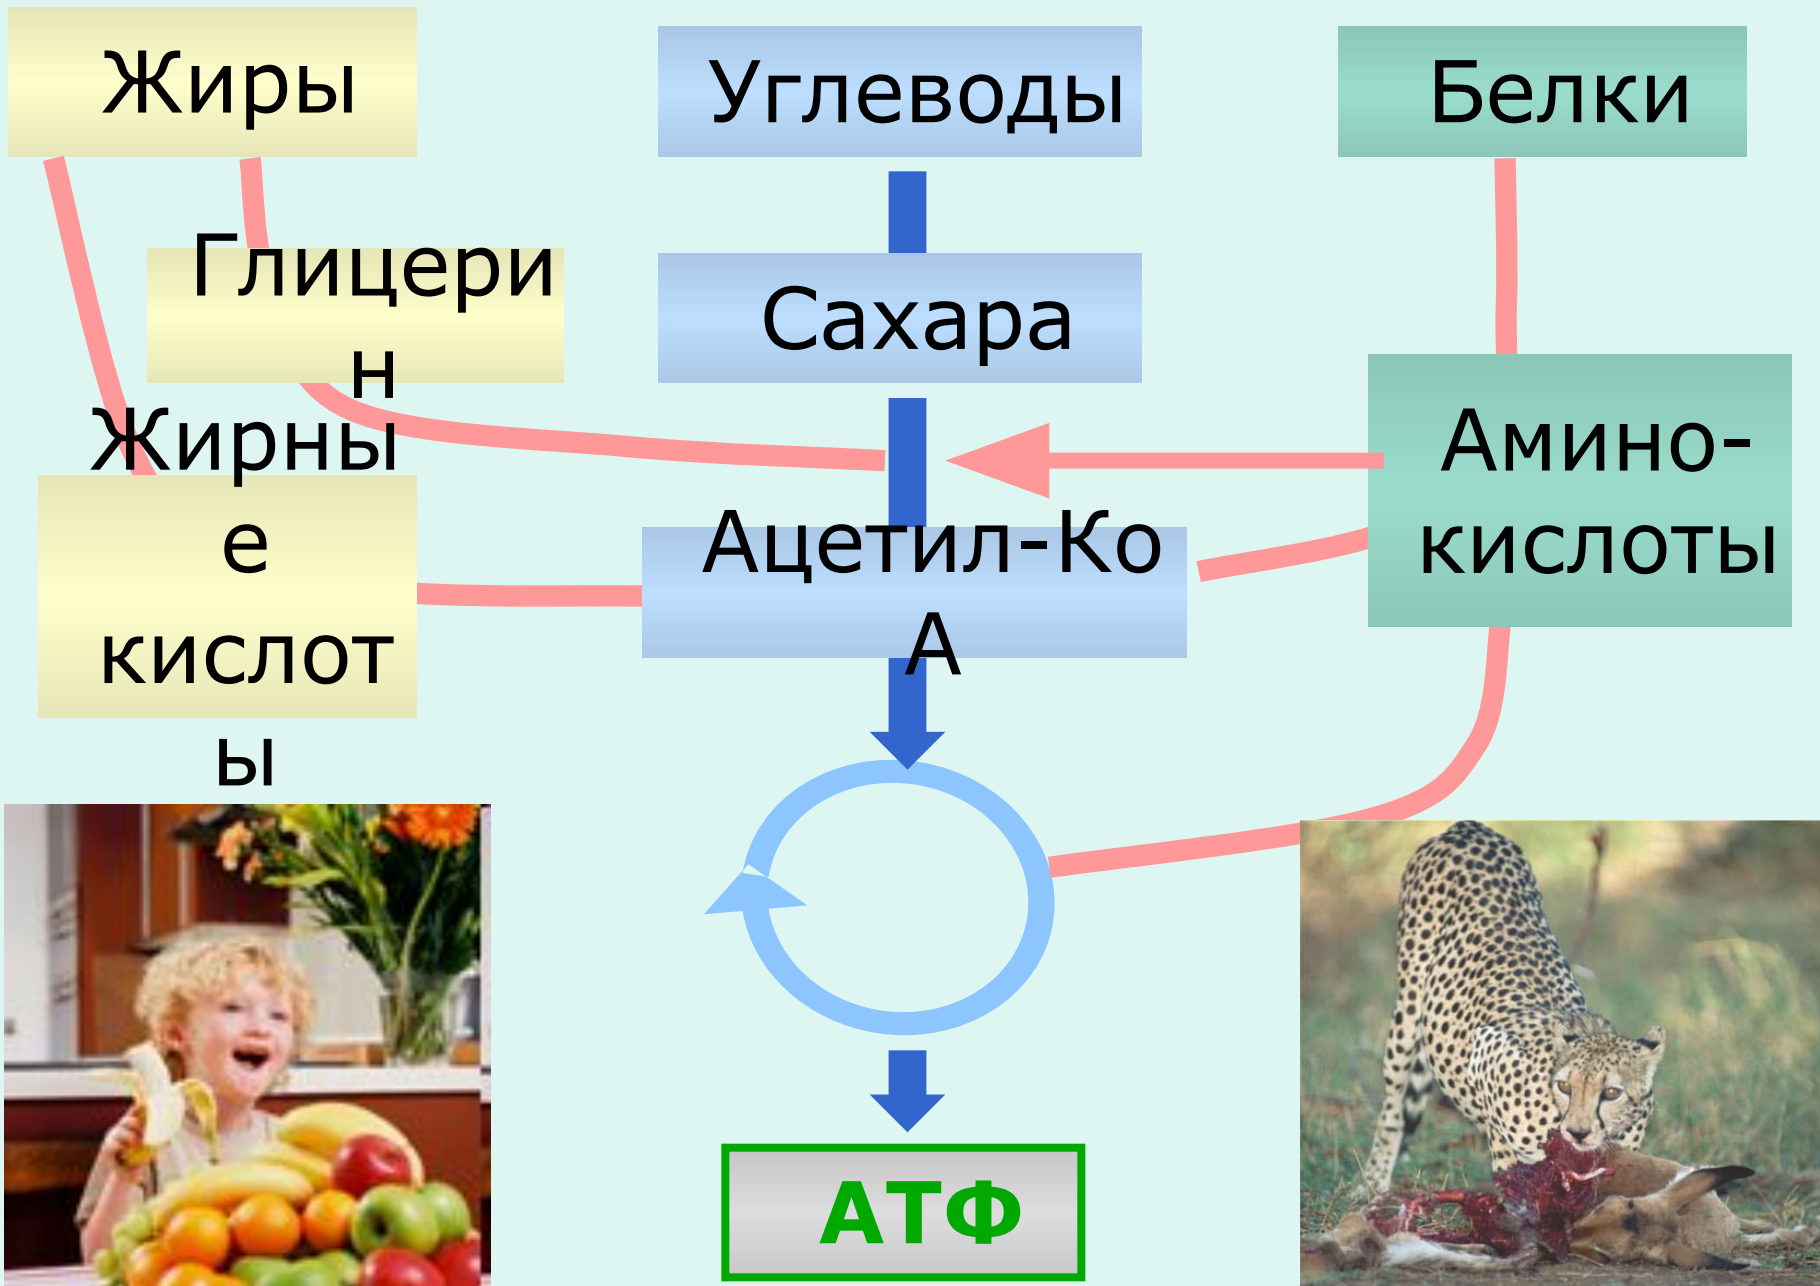 Жиры
Углеводы
Белки
Глицери
н
Сахара
Жирны
е
кислот
ы
Ацетил-Ко
А
Амино-
кислоты
АТФ